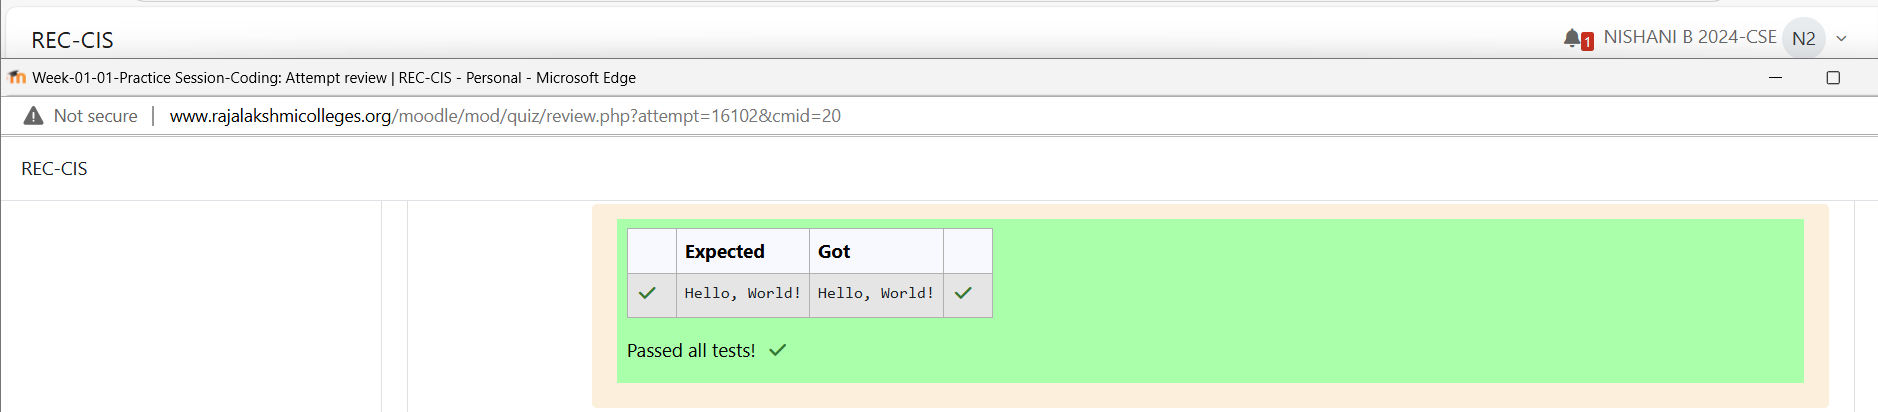 REC-CIS
1 NISHANI B 2024-CSE N2
Week-01-01-Practice Session-Coding: Attempt review | REC-CIS - Personal - Microsoft Edge
Not secure | www.rajalakshmicolleges.org/moodle/mod/quiz/review.php?attempt=16102&cmid=20
REC-CIS
Expected Got
Hello, World! Hello, World!
Passed all tests!